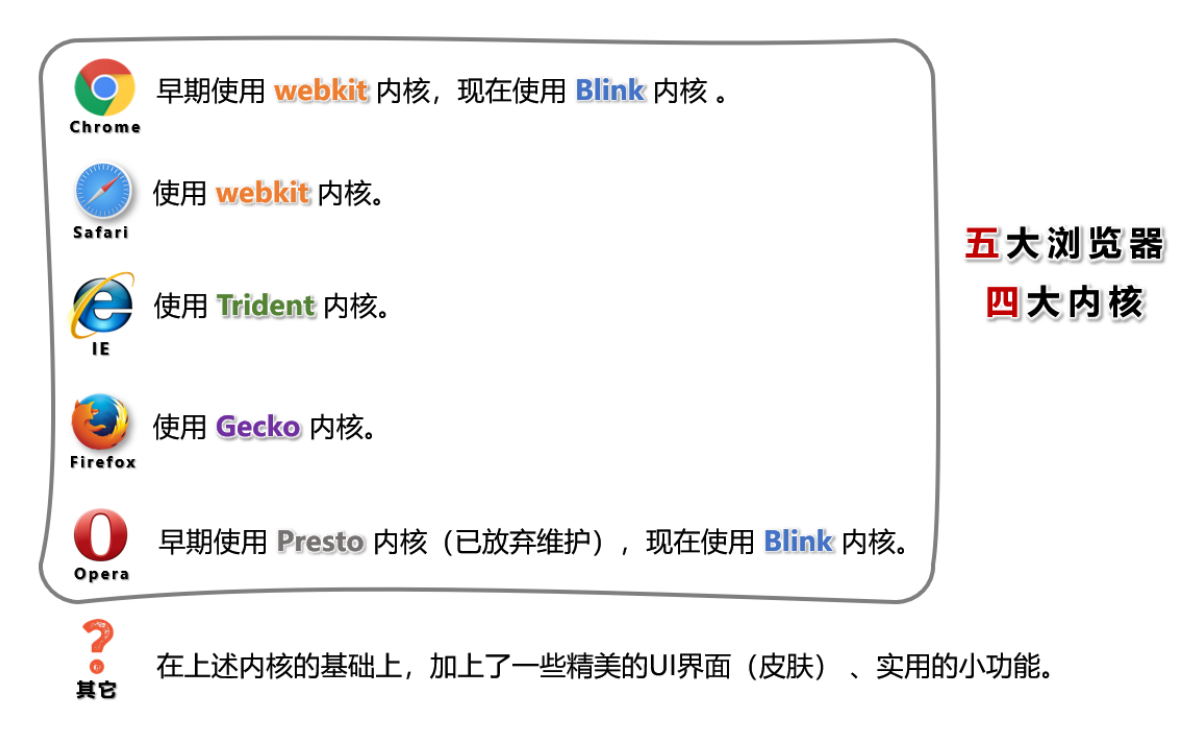 早期使用 webkit 内核，现在使用 Blink 内核 。
Chrome
使用 webkit 内核。
Safari
使用 Trident 内核。
IE
使用 Gecko 内核。
Firefox
早期使用 Presto 内核（已放弃维护），现在使用 Blink 内核。
Opera
五大浏览器
四大内核
在上述内核的基础上，加上了一些精美的UI界面（皮肤） 、实用的小功能。
其它